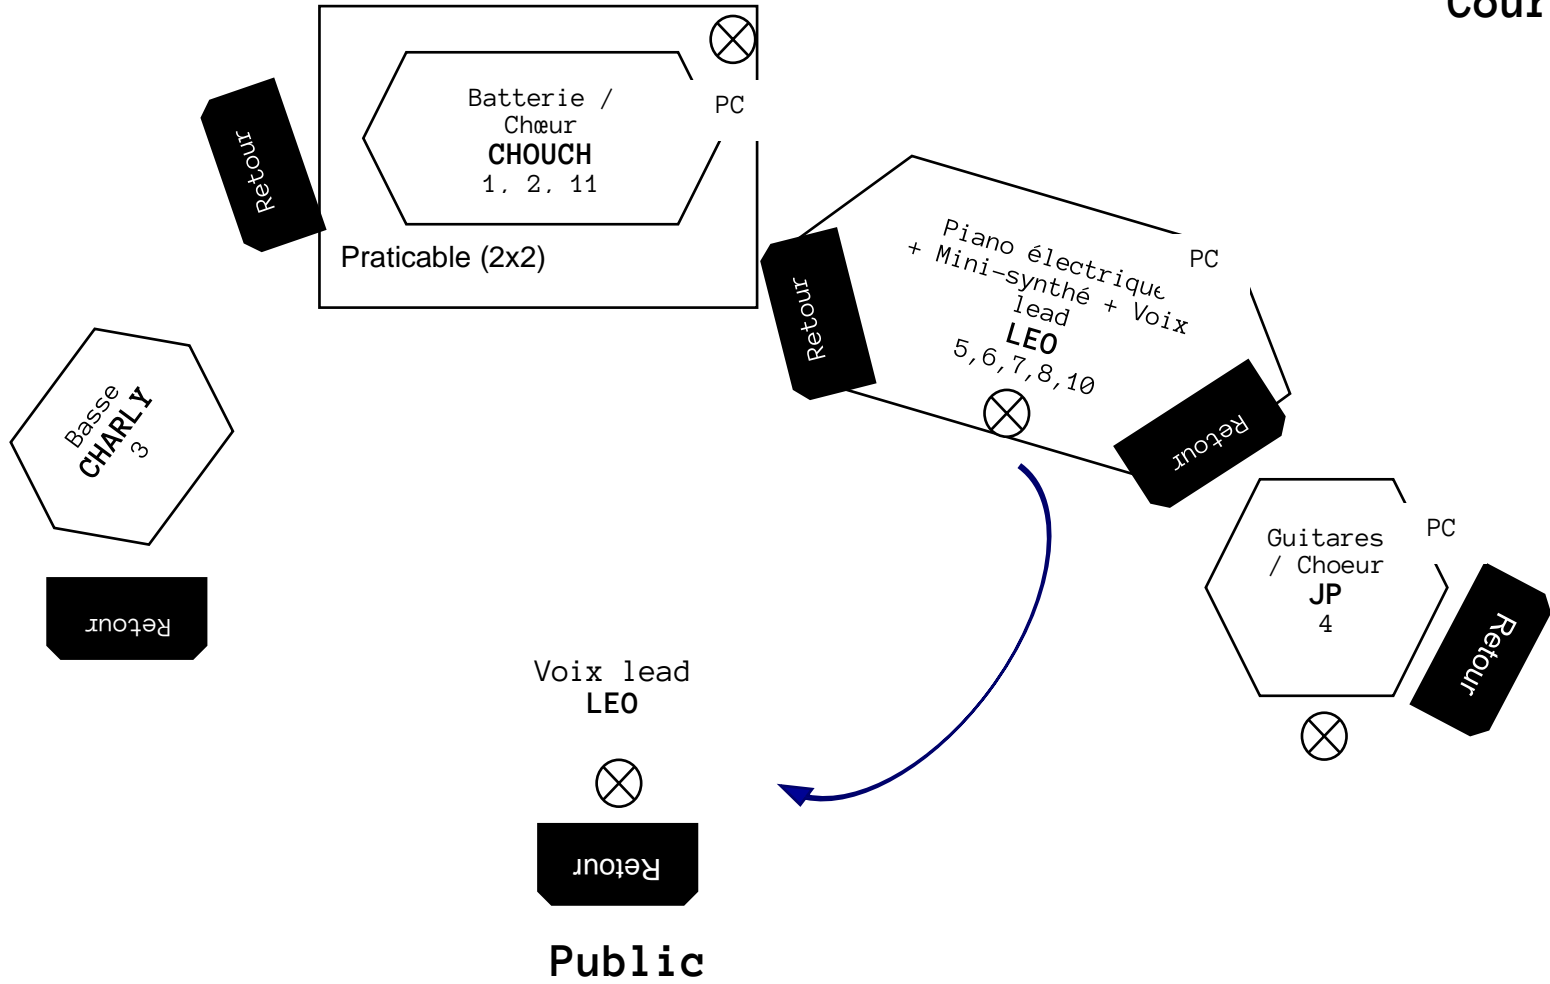 Cour
Batterie /
Chœur
CHOUCH
1, 2, 11
PC
Retour
Praticable (2x2)
Piano électrique
+ Mini-synthé + Voix
lead
LEO
5,6,7,8,10
PC
Retour
Retour
Basse
CHARLY
3
Retour
Guitares
/ Choeur
JP
4
PC
Retour
Voix lead
LEO
Retour
Public